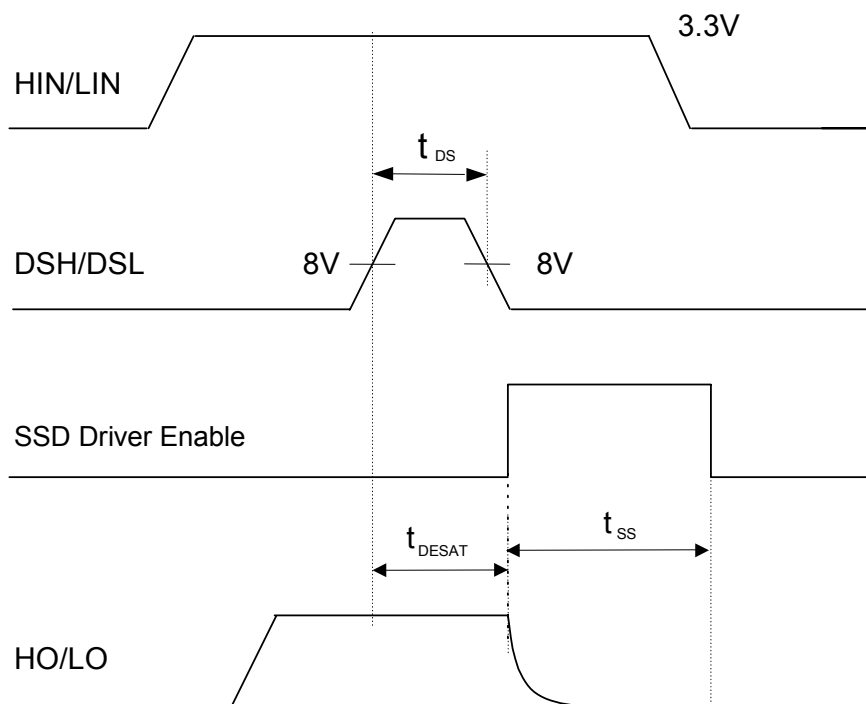 3.3V
HIN/LIN
t DS
DSH/DSL 8V 8V
SSD Driver Enable
t DESAT t SS
HO/LO